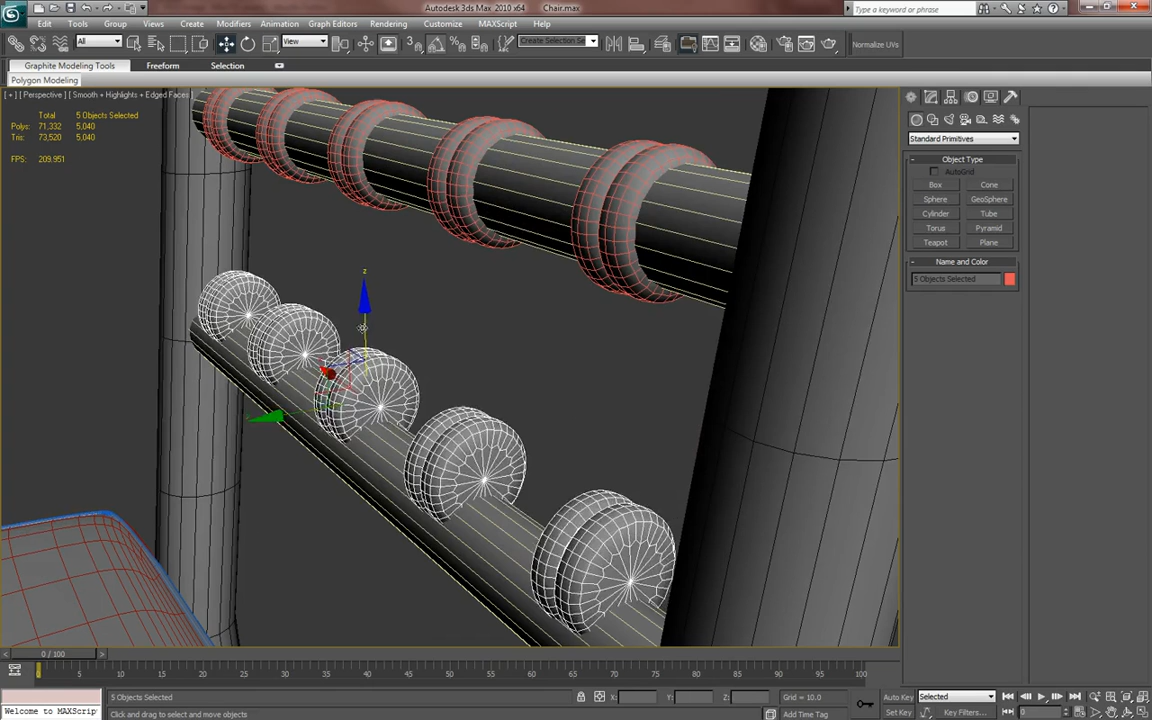 Autodesk 3ds Max 2010 x64 Chair.max
Type a keyword or phrase
Edit Tools Group Views Create Modifiers Animation Graph Editors Rendering Customize MAXScript Help
All View Create Selection Se Normalize UVs
Graphite Modeling Tools Freeform Selection
Polygon Modeling
[ + ] [ Perspective ] [ Smooth + Highlights + Edged Faces
Total 5 Objects Selected
Polys: 71,332 5,040
Tris: 73,520 5,040
FPS: 209.951
z
Standard Primitives
- Object Type
AutoGrid
Box Cone
Sphere GeoSphere
Cylinder Tube
Torus Pyramid
Teapot Plane
- Name and Color
5 Objects Selected
< 0 / 100 >
0 5 10 15 20 25 30 35 40 45 50 55 60 65 70 75 80 85 90 95 100
5 Objects Selected X: Y: Z: Grid = 10.0 Auto Key Selected
Welcome to MAXScrip Click and drag to select and move objects Add Time Tag Set Key Key Filters... 0